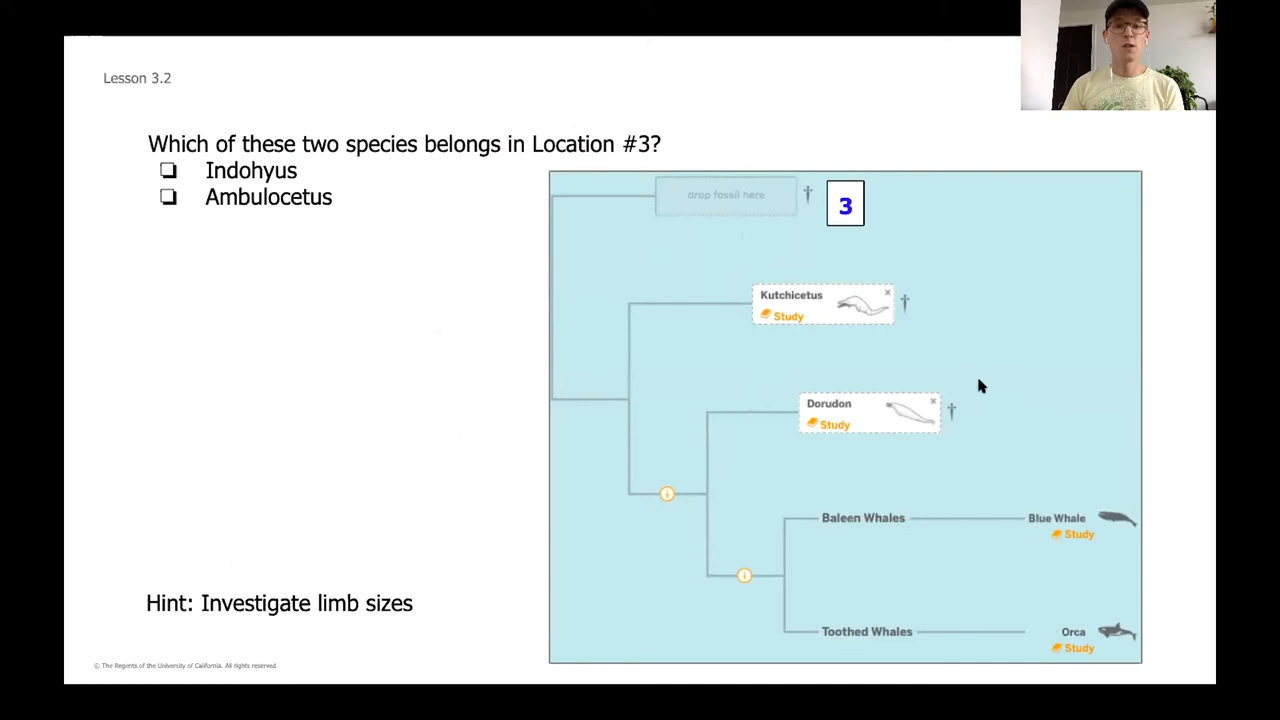 Lesson 3.2
Which of these two species belongs in Location #3?
Indohyus
Ambulocetus
drop fossil here †
3
Kutchicetus ×
Study
†
Dorudon ×
Study
†
i
Baleen Whales
Blue Whale
Study
i
Toothed Whales
Orca
Study
Hint: Investigate limb sizes
© The Regents of the University of California. All rights reserved.